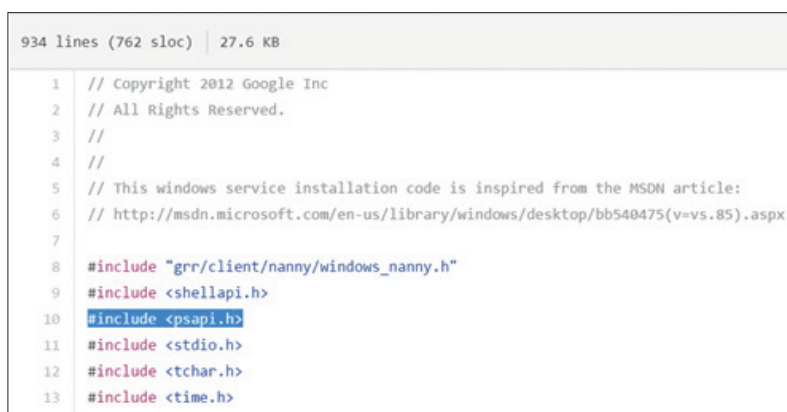 934 lines (762 sloc) | 27.6 KB
1 // Copyright 2012 Google Inc
2 // All Rights Reserved.
3 //
4 //
5 // This windows service installation code is inspired from the MSDN article:
6 // http://msdn.microsoft.com/en-us/library/windows/desktop/bb540475(v=vs.85).aspx
7
8 #include "grr/client/nanny/windows_nanny.h"
9 #include <shellapi.h>
10 #include <psapi.h>
11 #include <stdio.h>
12 #include <tchar.h>
13 #include <time.h>